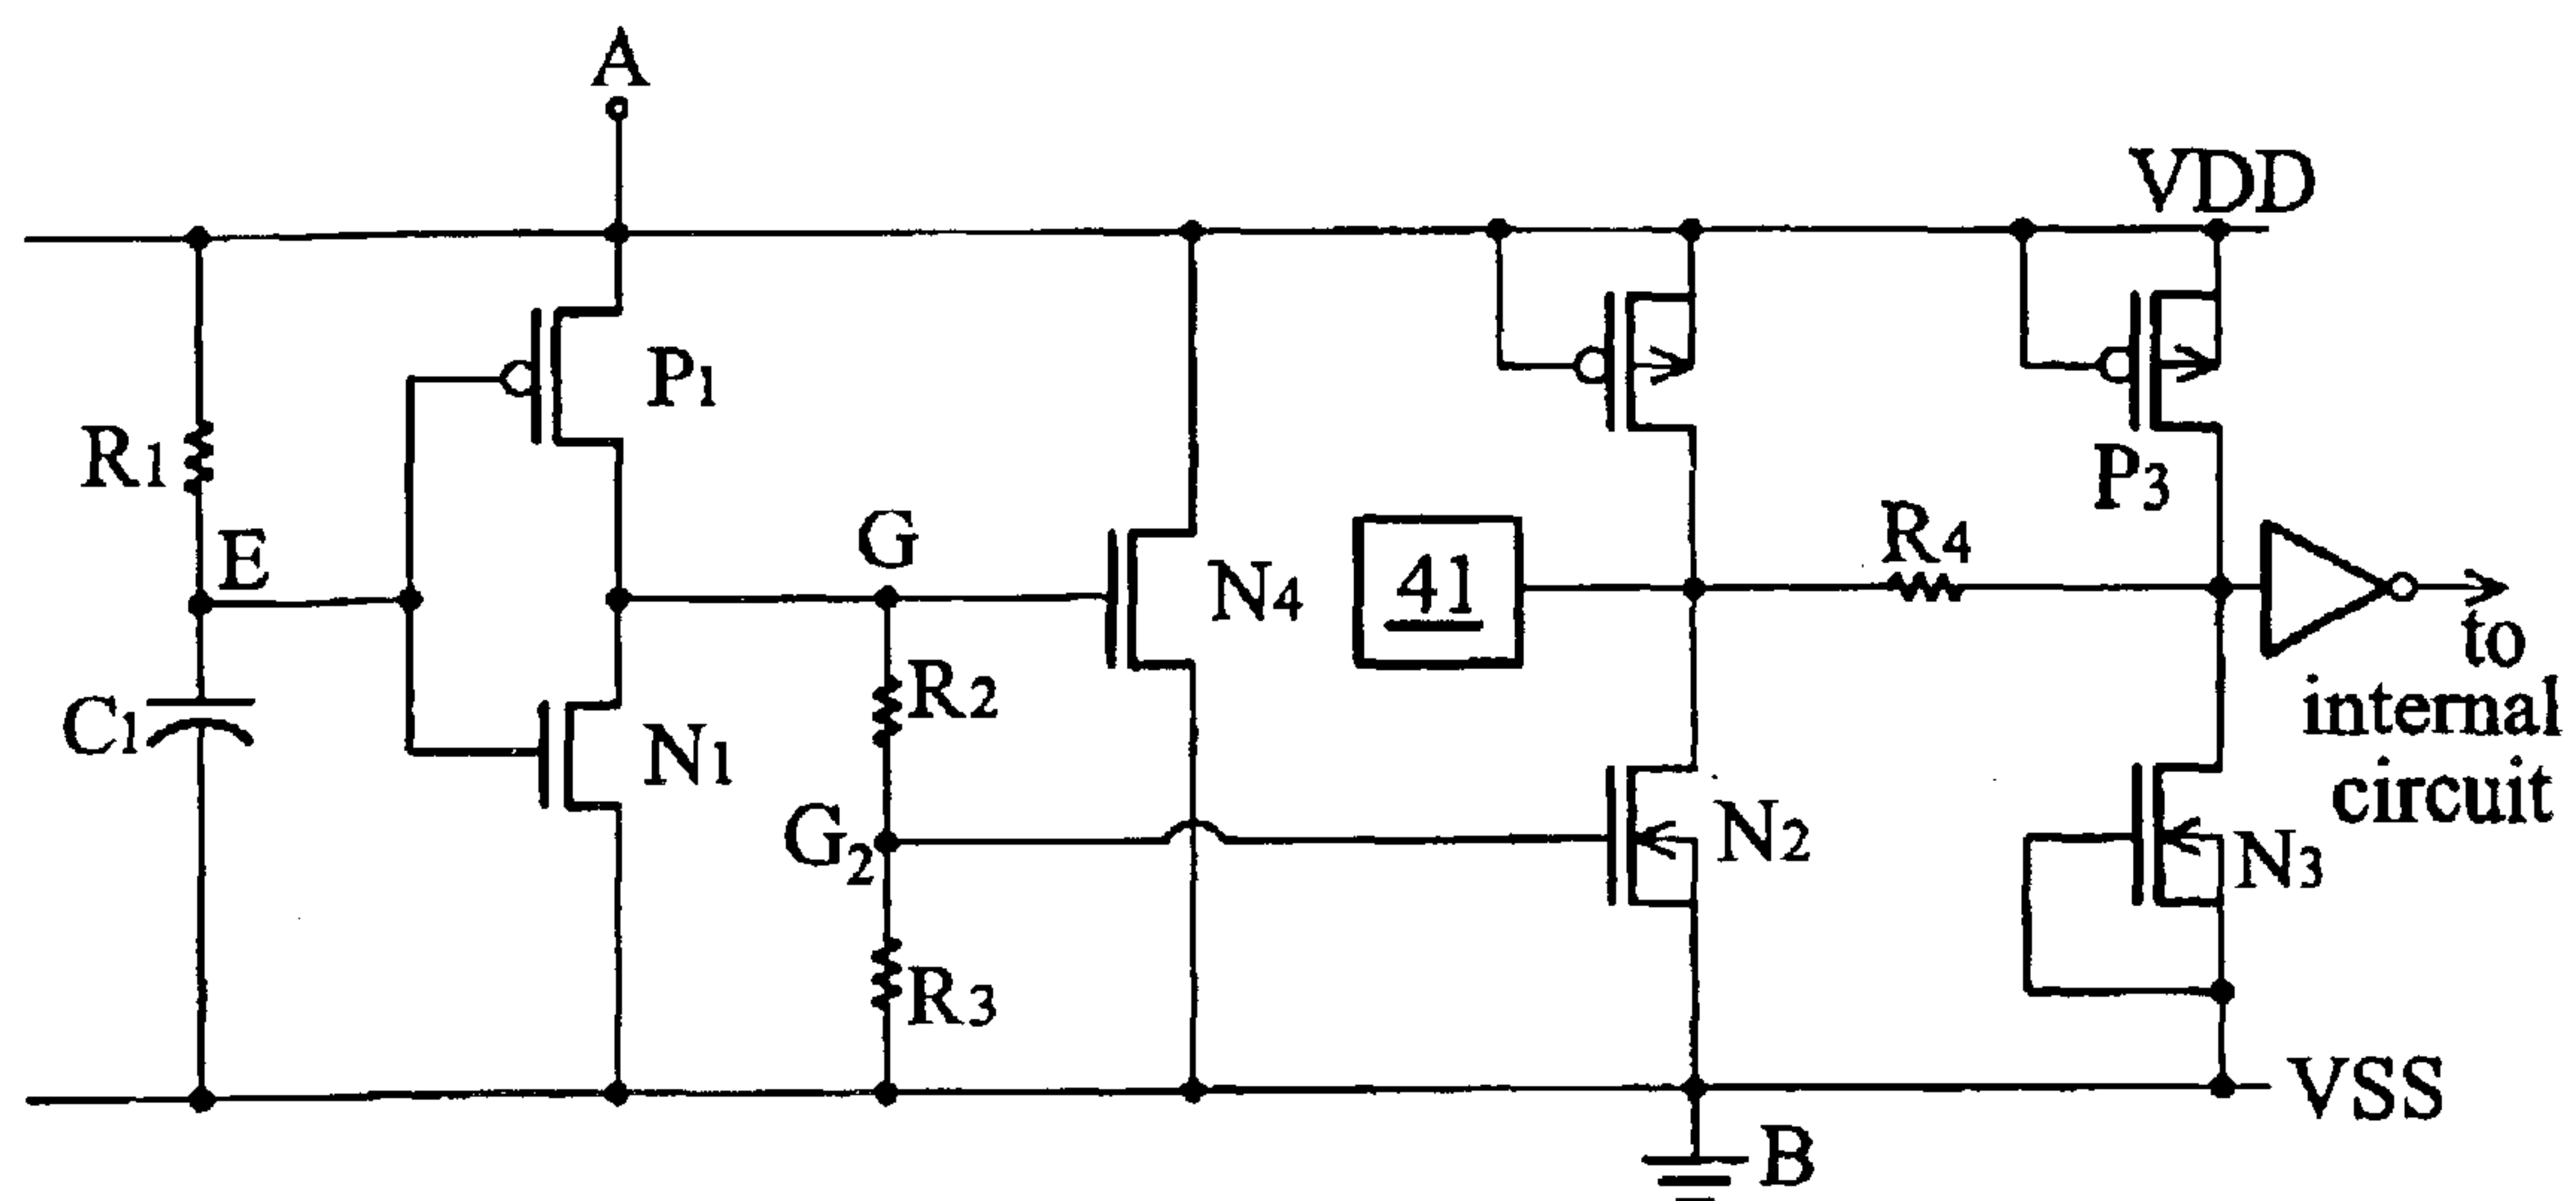 A
VDD
P1
R1
P3
E
G
R4
N4
41
to
internal
circuit
R2
C1
N1
G2
N2
N3
R3
VSS
B